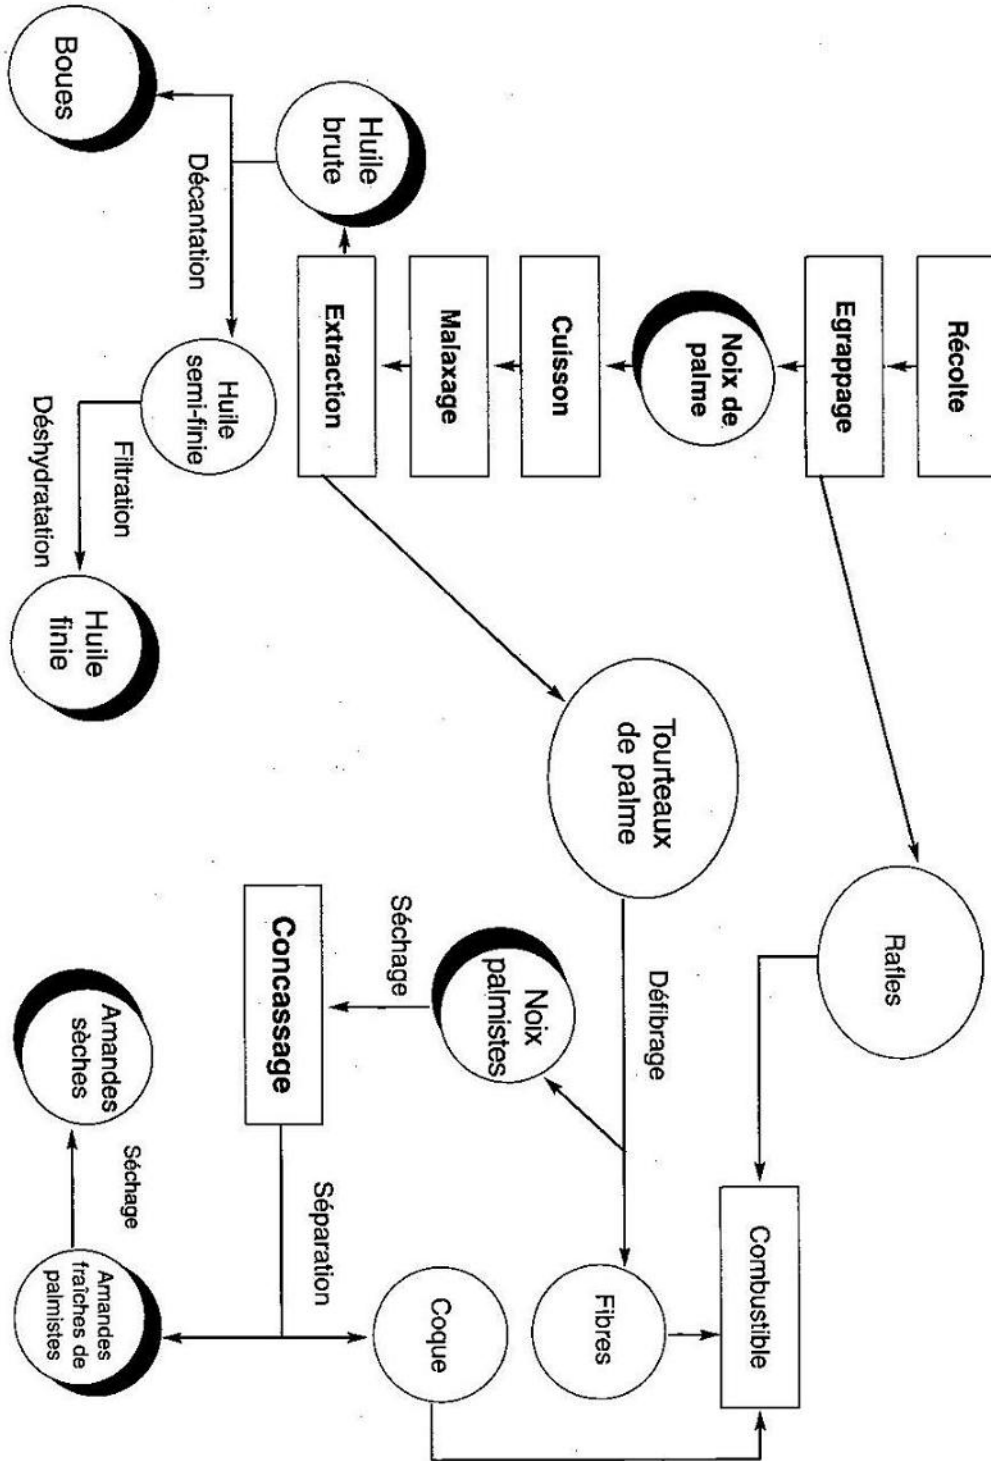 Récolte
Egrappage
Noix de
palme
Cuisson
Malaxage
Extraction
Huile
brute
Décantation
Boues
Huile
semi-finie
Filtration
Déshydratation
Huile
finie
Rafles
Tourteaux
de palme
Défibrage
Noix
palmistes
Séchage
Concassage
Séparation
Combustible
Fibres
Coque
Amandes
fraîches de
palmistes
Séchage
Amandes
sèches